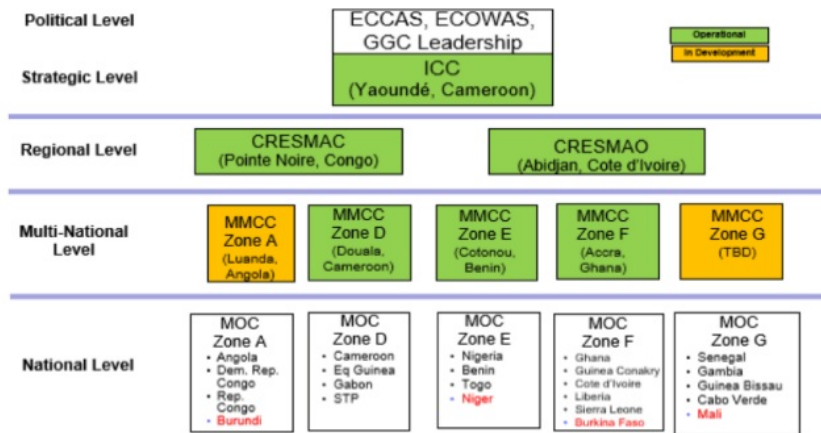 Political Level
ECCAS, ECOWAS,
GGC Leadership
Operational
In Development
Strategic Level
ICC
(Yaoundé, Cameroon)
Regional Level
CRESMAC
(Pointe Noire, Congo)
CRESMAO
(Abidjan, Cote d'Ivoire)
Multi-National
Level
MMCC
Zone A
(Luanda,
Angola)
MMCC
Zone D
(Douala,
Cameroon)
MMCC
Zone E
(Cotonou,
Benin)
MMCC
Zone F
(Accra,
Ghana)
MMCC
Zone G
(TBD)
National Level
MOC
Zone A
• Angola
• Dem. Rep.
Congo
• Rep.
Congo
• Burundi
MOC
Zone D
• Cameroon
• Eq Guinea
• Gabon
• STP
MOC
Zone E
• Nigeria
• Benin
• Togo
• Niger
MOC
Zone F
• Ghana
• Guinea Conakry
• Cote d'Ivoire
• Liberia
• Sierra Leone
• Burkina Faso
MOC
Zone G
• Senegal
• Gambia
• Guinea Bissau
• Cabo Verde
• Mali